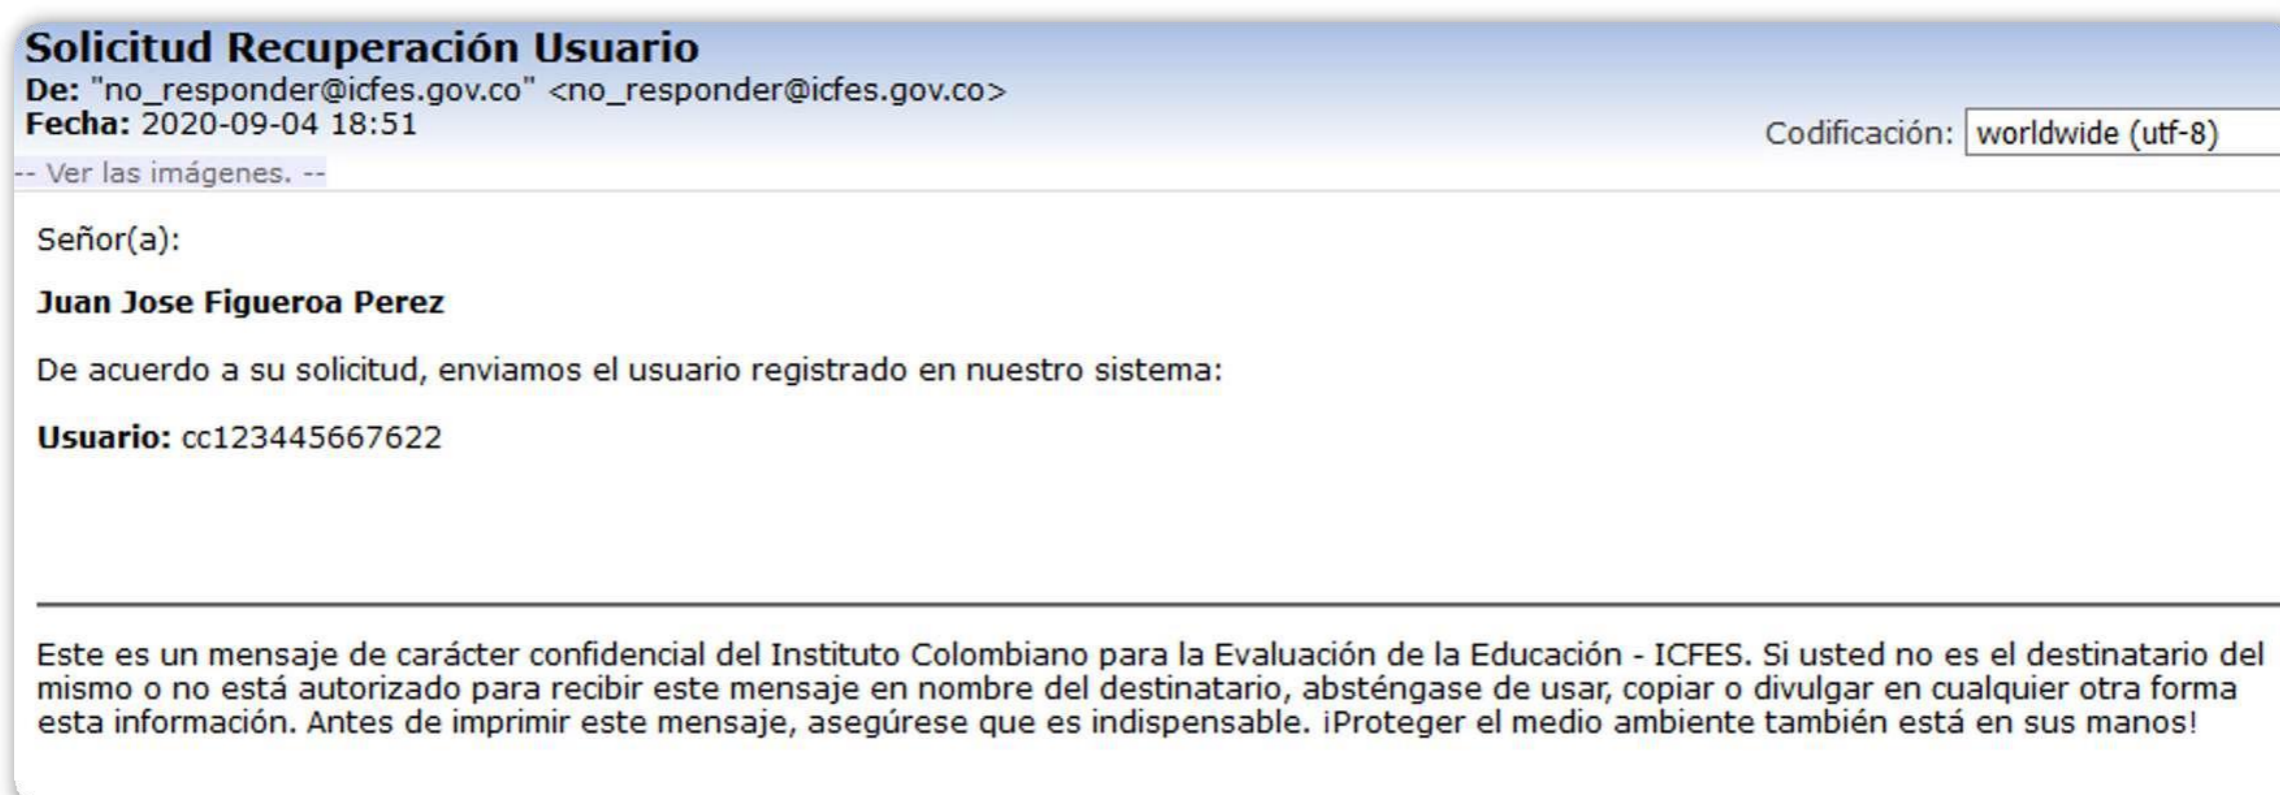 Solicitud Recuperación Usuario
De: "no_responder@icfes.gov.co" <no_responder@icfes.gov.co>
Fecha: 2020-09-04 18:51
Codificación: worldwide (utf-8)
-- Ver las imágenes. --
Señor(a):
Juan Jose Figueroa Perez
De acuerdo a su solicitud, enviamos el usuario registrado en nuestro sistema:
Usuario: cc123445667622
Este es un mensaje de carácter confidencial del Instituto Colombiano para la Evaluación de la Educación - ICFES. Si usted no es el destinatario del
mismo o no está autorizado para recibir este mensaje en nombre del destinatario, absténgase de usar, copiar o divulgar en cualquier otra forma
esta información. Antes de imprimir este mensaje, asegúrese que es indispensable. ¡Proteger el medio ambiente también está en sus manos!